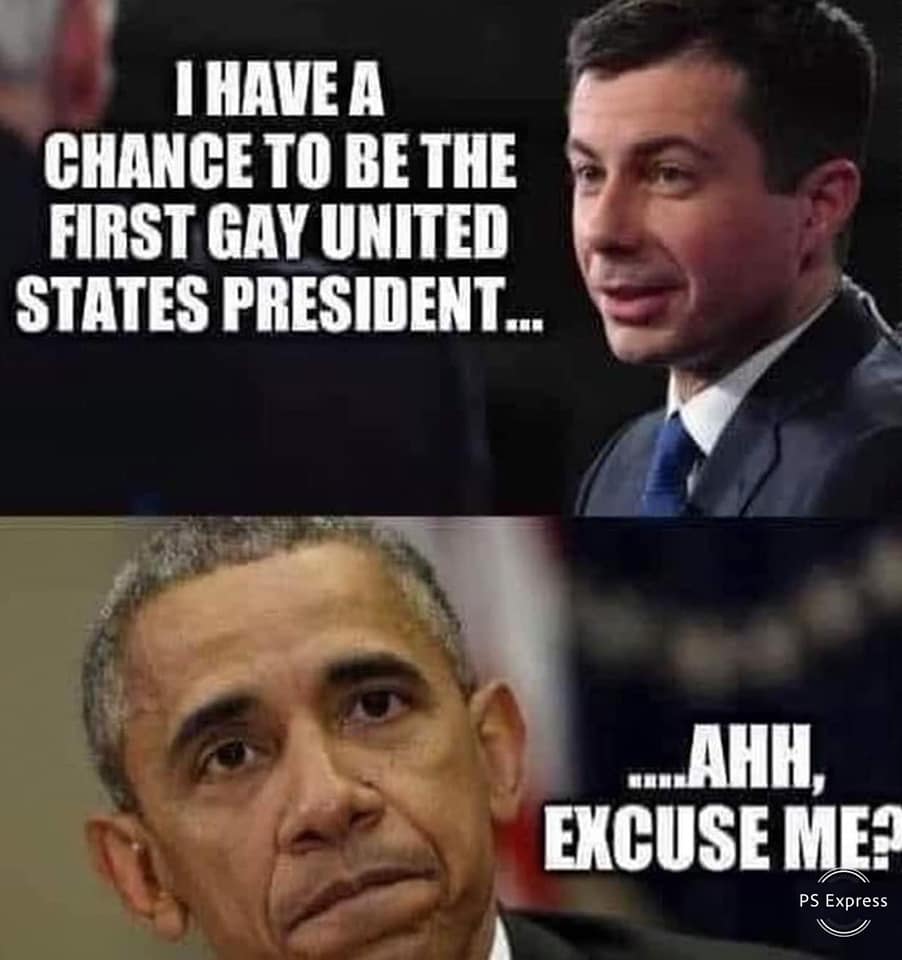 I HAVE A
CHANCE TO BE THE
FIRST GAY UNITED
STATES PRESIDENT...
....AHH,
EXCUSE ME?
PS Express